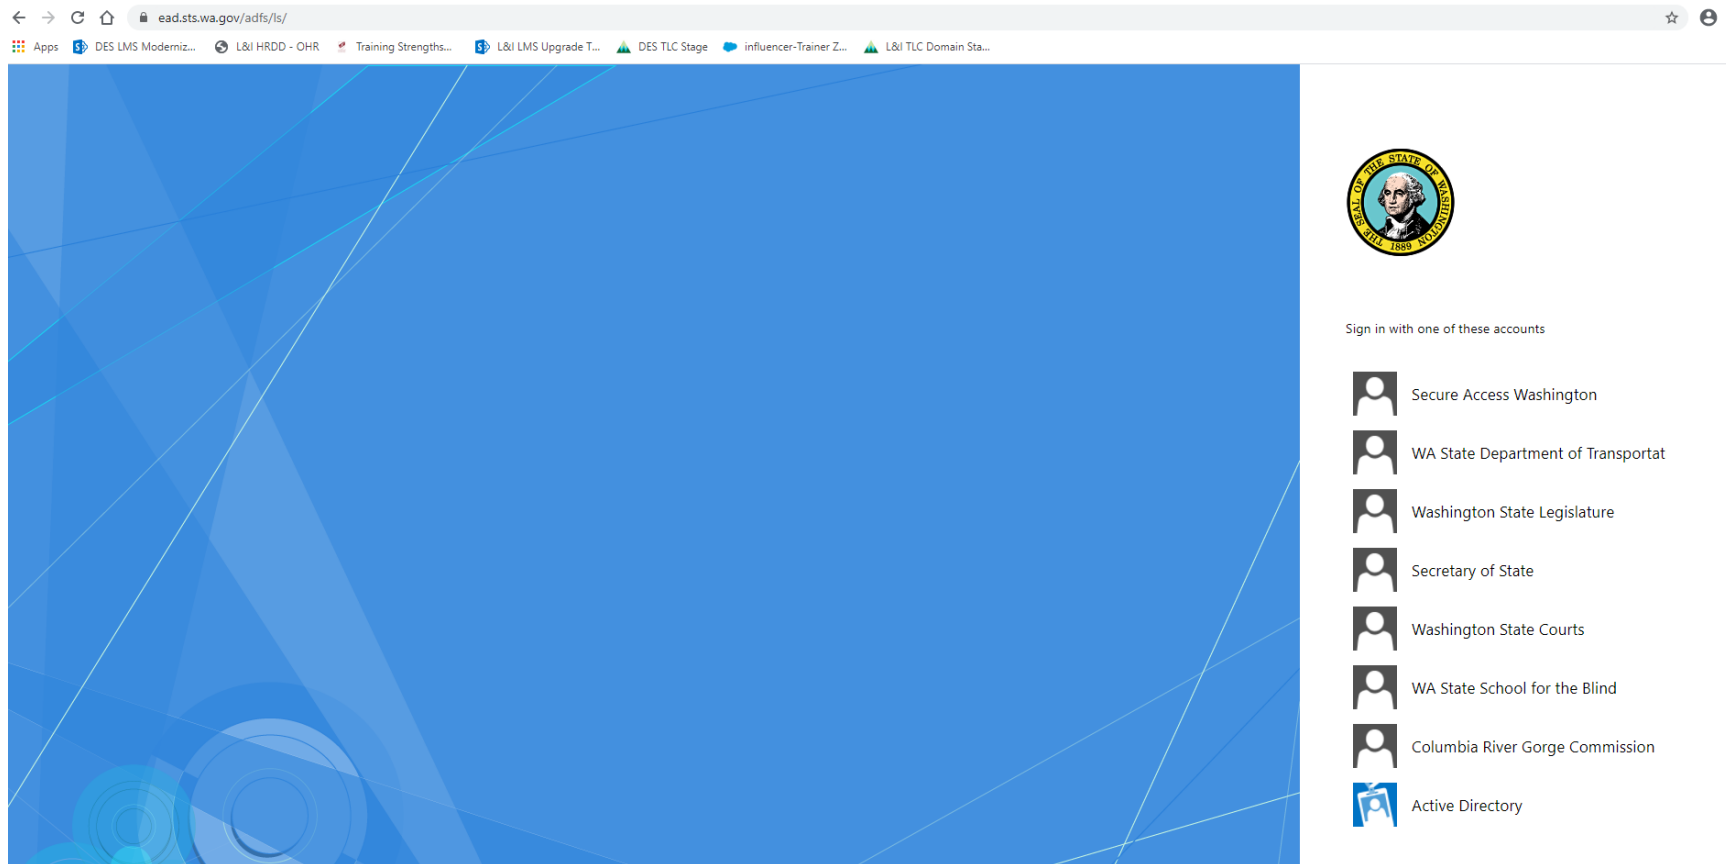 ead.sts.wa.gov/adfs/ls/
Apps DES LMS Moderniz... L&I HRDD - OHR Training Strengths... L&I LMS Upgrade T... DES TLC Stage influencer-Trainer Z... L&I TLC Domain Sta...
THE SEAL OF THE STATE OF WASHINGTON
1889
Sign in with one of these accounts
Secure Access Washington
WA State Department of Transportat
Washington State Legislature
Secretary of State
Washington State Courts
WA State School for the Blind
Columbia River Gorge Commission
Active Directory